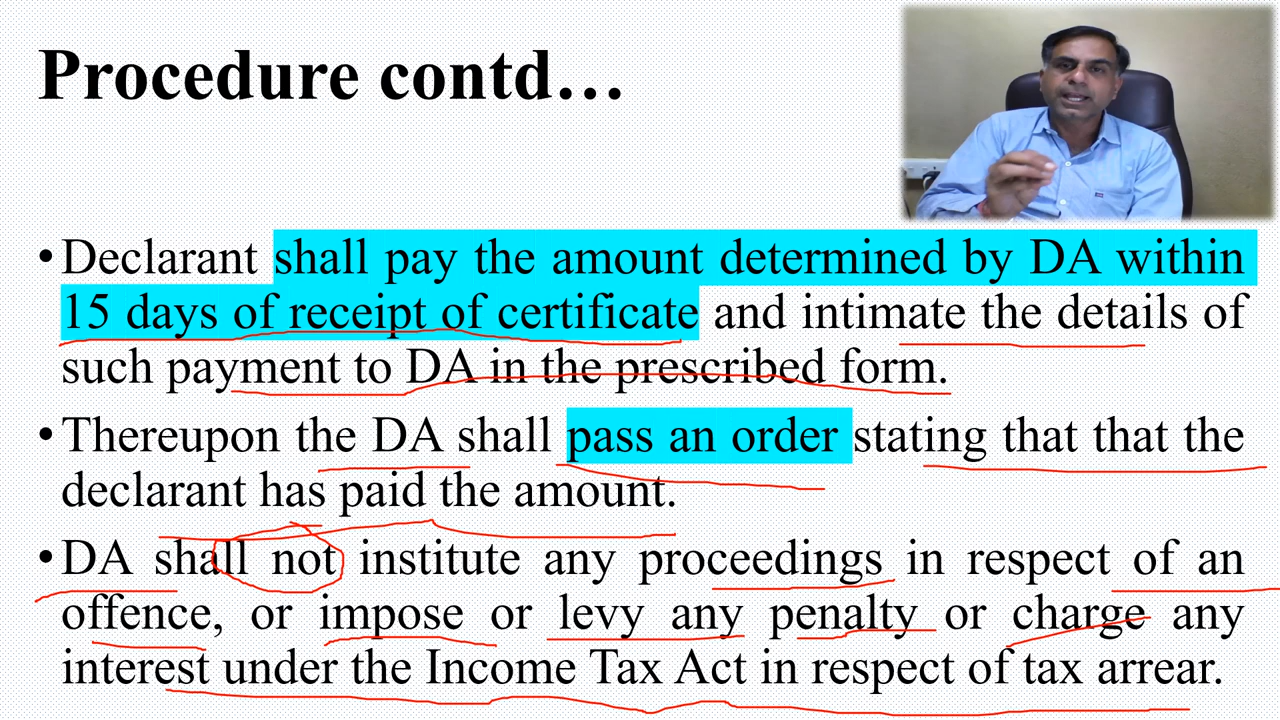 Procedure contd…
•Declarant shall pay the amount determined by DA within
15 days of receipt of certificate and intimate the details of
such payment to DA in the prescribed form.
•Thereupon the DA shall pass an order stating that that the
declarant has paid the amount.
•DA shall not institute any proceedings in respect of an
offence, or impose or levy any penalty or charge any
interest under the Income Tax Act in respect of tax arrear.